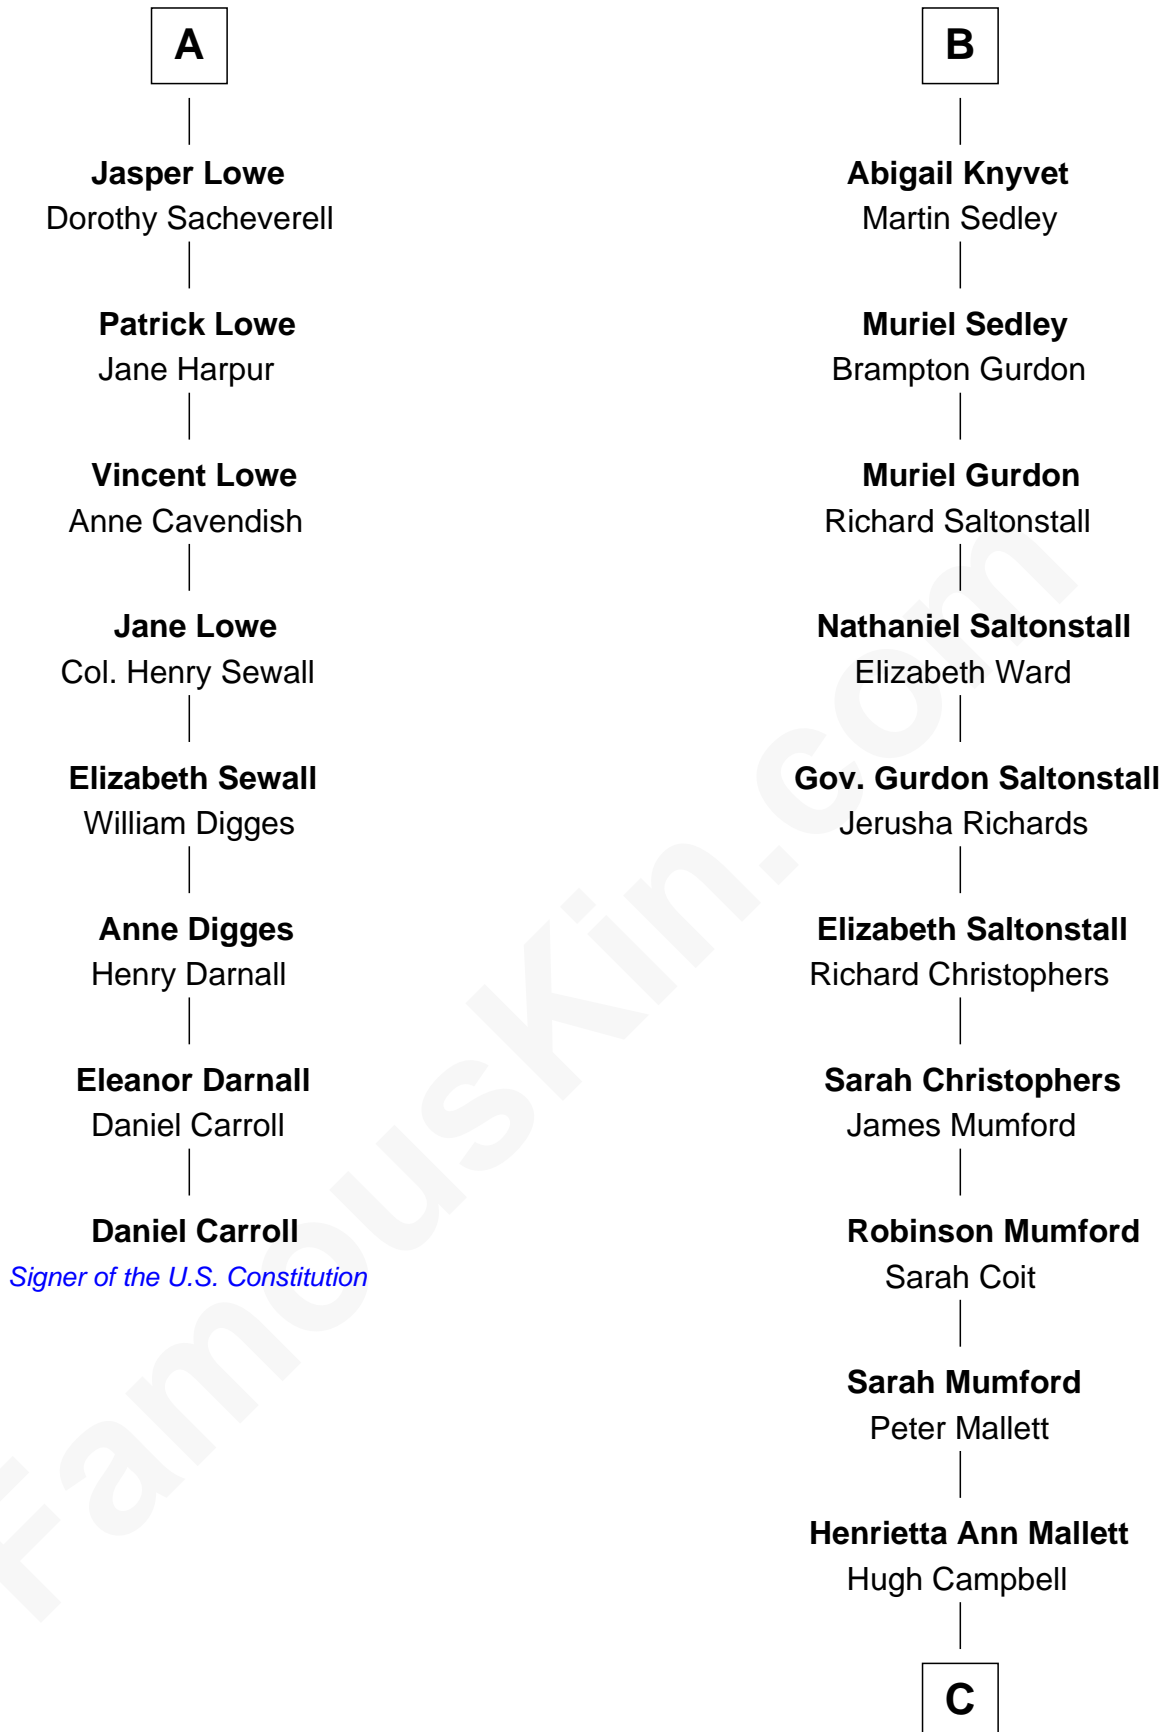 A
Jasper Lowe
Dorothy Sacheverell
Patrick Lowe
Jane Harpur
Vincent Lowe
Anne Cavendish
Jane Lowe
Col. Henry Sewall
Elizabeth Sewall
William Digges
Anne Digges
Henry Darnall
Eleanor Darnall
Daniel Carroll
Daniel Carroll
Signer of the U.S. Constitution
B
Abigail Knyvet
Martin Sedley
Muriel Sedley
Brampton Gurdon
Muriel Gurdon
Richard Saltonstall
Nathaniel Saltonstall
Elizabeth Ward
Gov. Gurdon Saltonstall
Jerusha Richards
Elizabeth Saltonstall
Richard Christophers
Sarah Christophers
James Mumford
Robinson Mumford
Sarah Coit
Sarah Mumford
Peter Mallett
Henrietta Ann Mallett
Hugh Campbell
C
FamousKin.com